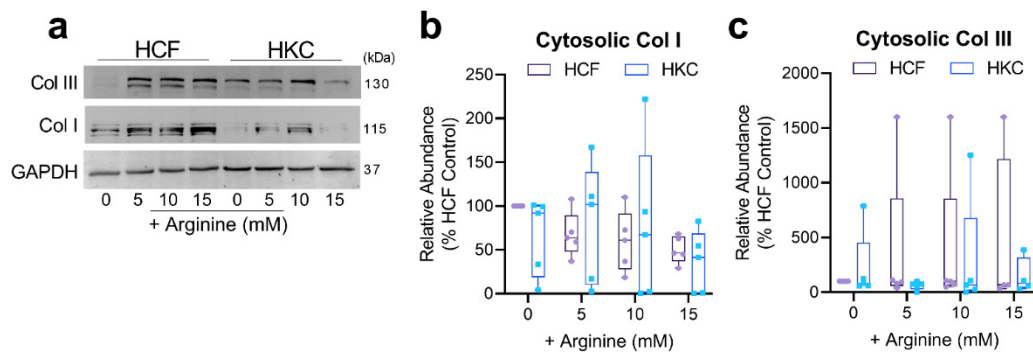 a
HCF HKC (kDa)
Col III 130
Col I 115
GAPDH 37
0 5 10 15 0 5 10 15
+ Arginine (mM)
b
Cytosolic Col I
HCF HKC
Relative Abundance
(% HCF Control)
250
200
150
100
50
0
0 5 10 15
+ Arginine (mM)
c
Cytosolic Col III
HCF HKC
Relative Abundance
(% HCF Control)
2000
1500
1000
500
0
0 5 10 15
+ Arginine (mM)